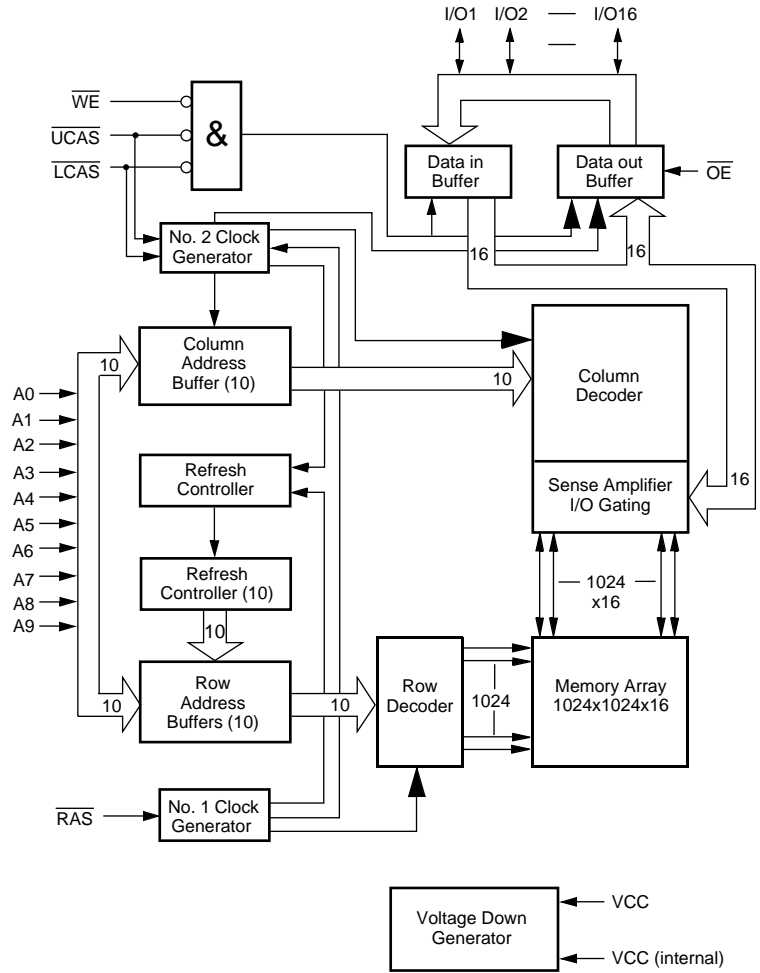 I/O1 I/O2 — I/O16
—
WE
UCAS
LCAS
&
Data in
Buffer
Data out
Buffer
OE
No. 2 Clock
Generator
16
16
Column
Address
Buffer (10)
10
10
Column
Decoder
A0
A1
A2
A3
A4
A5
A6
A7
A8
A9
Refresh
Controller
Sense Amplifier
I/O Gating
16
Refresh
Controller (10)
10
— 1024 —
x16
Row
Address
Buffers (10)
10
10
Row
Decoder
1024
Memory Array
1024x1024x16
RAS
No. 1 Clock
Generator
Voltage Down
Generator
VCC
VCC (internal)